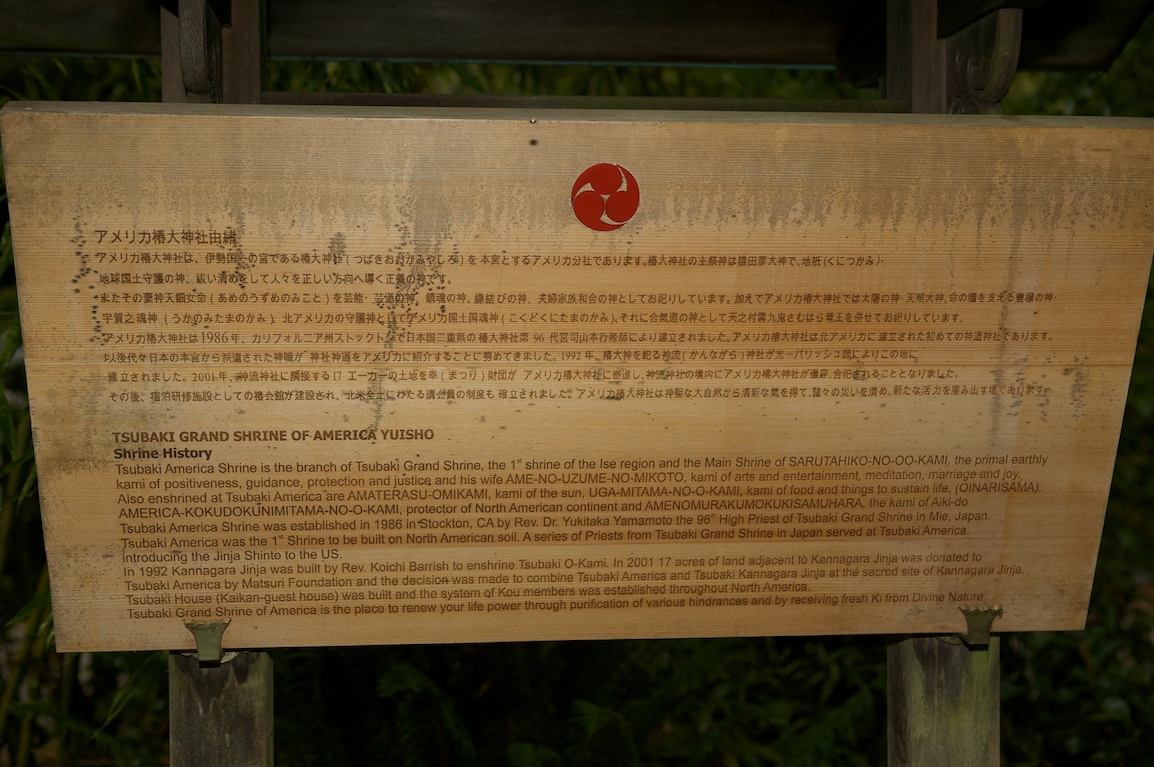 アメリカ椿大神社由緒
アメリカ椿大神社は、伊勢国一の宮である椿大神社(つばきおおかみやしろ)を本宮とするアメリカ分社であります。椿大神社の主祭神は猿田彦大神で、地祇(くにつかみ)、
地球国土守護の神、祓い清めをして人々を正しい方向へ導く正義の神です。
またその妻神天鈿女命(あめのうずめのみこと)を芸能・芸道の神、鎮魂の神、縁結びの神、夫婦家族和合の神としてお祀りしています。加えてアメリカ椿大神社では太陽の神・天照大神、命の糧を支える豊穣の神・
宇賀之魂神(うかのみたまのかみ)、北アメリカの守護神としてアメリカ国土国魂神(こくどくにたまのかみ)、それに合氣道の神として天之村雲九鬼さむはら竜王を併せてお祀りしています。
アメリカ椿大神社は1986年、カリフォルニア州ストックトンで日本国三重県の椿大神社第96代宮司山本行隆師により建立されました。アメリカ椿大神社は北アメリカに建立された初めての神道神社であります。
以後代々日本の本宮から派遣された神職が神社神道をアメリカに紹介することに努めてきました。1992年、椿大神を祀る神流(かんながら)神社が光一バリッシュ師によりこの地に
建立されました。2001年、神流神社に隣接する17エーカーの土地を奉(まつり)財団がアメリカ椿大神社に寄進し、神流神社の境内にアメリカ椿大神社が遷座、合祀されることとなりました。
その後、宿泊研修施設としての椿会館が建設され、北米全土にわたる講会員の制度も確立されました。アメリカ椿大神社は神聖な大自然から清新な氣を得て、諸々の災いを清め、新たな活力を産み出す場であります。
TSUBAKI GRAND SHRINE OF AMERICA YUISHO
Shrine History
Tsubaki America Shrine is the branch of Tsubaki Grand Shrine, the 1st shrine of the Ise region and the Main Shrine of SARUTAHIKO-NO-OO-KAMI, the primal earthly
kami of positiveness, guidance, protection and justice and his wife AME-NO-UZUME-NO-MIKOTO, kami of arts and entertainment, meditation, marriage and joy.
Also enshrined at Tsubaki America are AMATERASU-OMIKAMI, kami of the sun, UGA-MITAMA-NO-O-KAMI, kami of food and things to sustain life, (OINARISAMA).
AMERICA-KOKUDOKUNIMITAMA-NO-O-KAMI, protector of North American continent and AMENOMURAKUMOKUKISAMUHARA, the kami of Aiki-do
Tsubaki America Shrine was established in 1986 in Stockton, CA by Rev. Dr. Yukitaka Yamamoto the 96th High Priest of Tsubaki Grand Shrine in Mie, Japan.
Tsubaki America was the 1st Shrine to be built on North American soil. A series of Priests from Tsubaki Grand Shrine in Japan served at Tsubaki America.
introducing the Jinja Shinto to the US.
In 1992 Kannagara Jinja was built by Rev. Koichi Barrish to enshrine Tsubaki O-Kami. In 2001 17 acres of land adjacent to Kannagara Jinja was donated to
Tsubaki America by Matsuri Foundation and the decision was made to combine Tsubaki America and Tsubaki Kannagara Jinja at the sacred site of Kannagara Jinja.
Tsubaki House (Kaikan-guest house) was built and the system of Kou members was established throughout North America.
Tsubaki Grand Shrine of America is the place to renew your life power through purification of various hindrances and by receiving fresh Ki from Divine Nature.